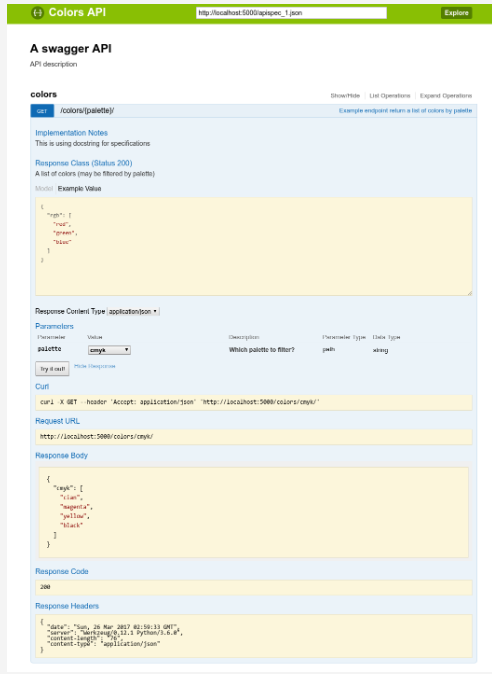 {··} Colors API
http://localhost:5000/apispec_1.json
Explore
A swagger API
API description
colors
Show/Hide | List Operations | Expand Operations
GET /colors/{palette}/
Example endpoint return a list of colors by palette
Implementation Notes
This is using docstring for specifications
Response Class (Status 200)
A list of colors (may be filtered by palette)
Model Example Value
{
"rgb": [
"red",
"green",
"blue"
]
}
Response Content Type application/json
Parameters
Parameter Value Description Parameter Type Data Type
palette cmyk Which palette to filter? path string
Try it out! Hide Response
Curl
curl -X GET --header 'Accept: application/json' 'http://localhost:5000/colors/cmyk/'
Request URL
http://localhost:5000/colors/cmyk/
Response Body
{
"cmyk": [
"cian",
"magenta",
"yellow",
"black"
]
}
Response Code
200
Response Headers
{
"date": "Sun, 26 Mar 2017 02:59:33 GMT",
"server": "Werkzeug/0.12.1 Python/3.6.0",
"content-length": "76",
"content-type": "application/json"
}